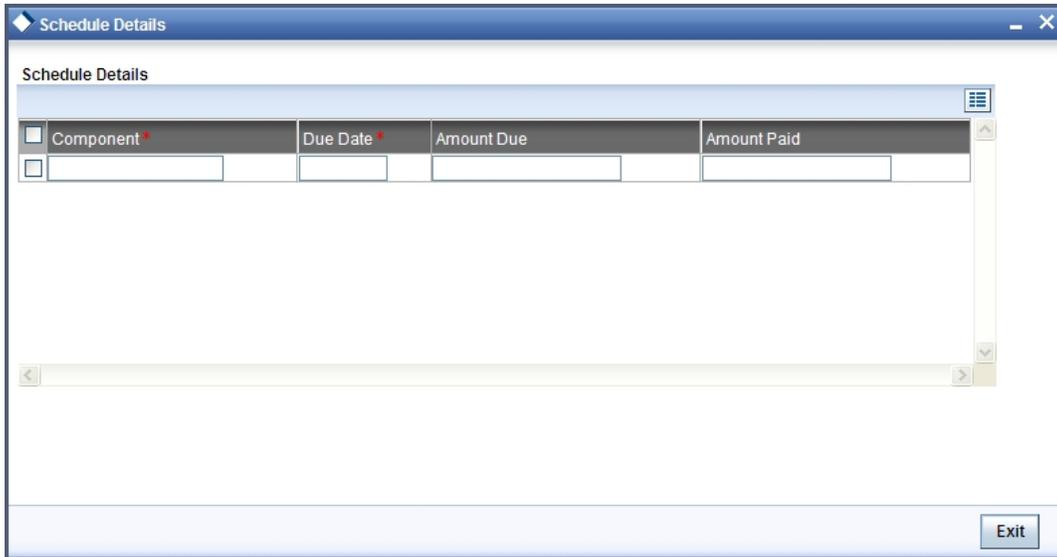 Schedule Details
Schedule Details
Component* Due Date* Amount Due Amount Paid
Exit